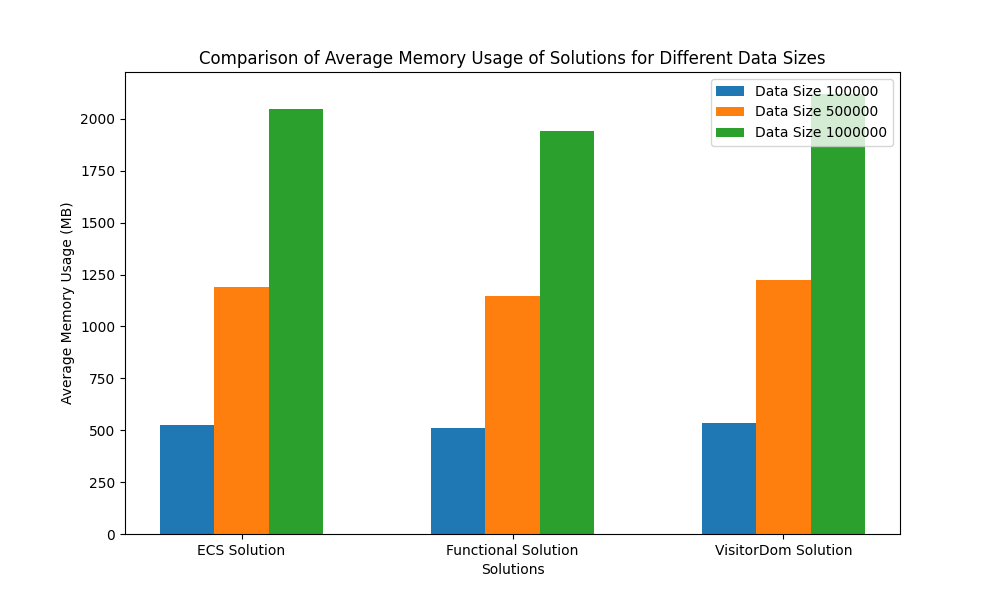 Comparison of Average Memory Usage of Solutions for Different Data Sizes
Data Size 100000
Data Size 500000
Data Size 1000000
Average Memory Usage (MB)
2000
1750
1500
1250
1000
750
500
250
0
ECS Solution
Functional Solution
VisitorDom Solution
Solutions